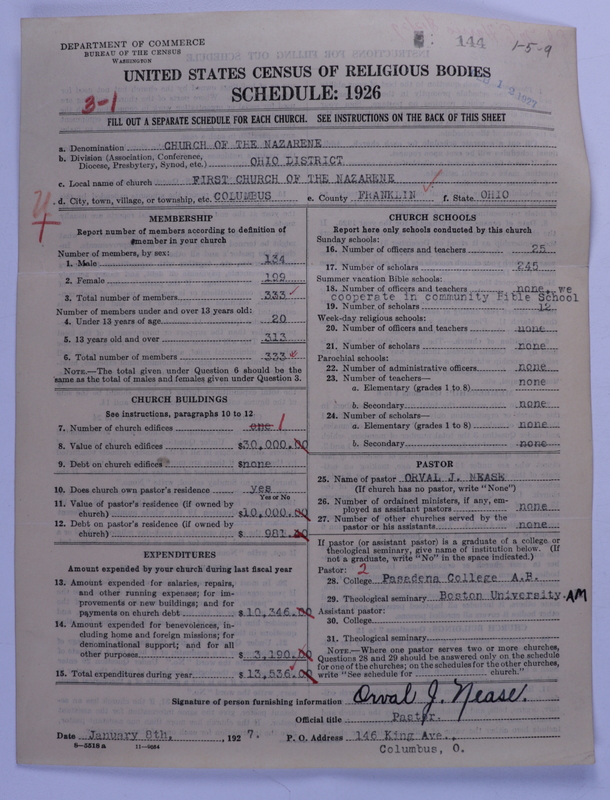 DEPARTMENT OF COMMERCE
BUREAU OF THE CENSUS
WASHINGTON
144
1-5-9
UNITED STATES CENSUS OF RELIGIOUS BODIES
SCHEDULE: 1926
3-1
FILL OUT A SEPARATE SCHEDULE FOR EACH CHURCH. SEE INSTRUCTIONS ON THE BACK OF THIS SHEET
a. Denomination CHURCH OF THE NAZARENE
b. Division (Association, Conference, Diocese, Presbytery, Synod, etc.) OHIO DISTRICT
c. Local name of church FIRST CHURCH OF THE NAZARENE
d. City, town, village, or township, etc. COLUMBUS e. County FRANKLIN f. State OHIO
MEMBERSHIP
Report number of members according to definition of member in your church
Number of members, by sex:
1. Male 134
2. Female 199
3. Total number of members 333
Number of members under and over 13 years old:
4. Under 13 years of age 20
5. 13 years old and over 313
6. Total number of members 333
NOTE.—The total given under Question 6 should be same as the total of males and females given under Question 3.
CHURCH BUILDINGS
See instructions, paragraphs 10 to 12
7. Number of church edifices one 1
8. Value of church edifices $30,000.00
9. Debt on church edifices $none
10. Does church own pastor's residence yes
Yes or No
11. Value of pastor's residence (if owned by church) $10,000.00
12. Debt on pastor's residence (if owned by church) $ 981.00
EXPENDITURES
Amount expended by your church during last fiscal year
13. Amount expended for salaries, repairs, and other running expenses; for improvements or new buildings; and for payments on church debt $10,346.00
14. Amount expended for benevolences, including home and foreign missions; for denominational support; and for all other purposes $ 3,190.00
15. Total expenditures during year $13,536.00
CHURCH SCHOOLS
Report here only schools conducted by this church
Sunday schools:
16. Number of officers and teachers 25
17. Number of scholars 245
Summer vacation Bible schools:
18. Number of officers and teachers none, we
cooperate in community Bible School
19. Number of scholars 12
Week-day religious schools:
20. Number of officers and teachers none
21. Number of scholars none
Parochial schools:
22. Number of administrative officers none
23. Number of teachers—
a. Elementary (grades 1 to 8) none
b. Secondary none
24. Number of scholars—
a. Elementary (grades 1 to 8) none
b. Secondary none
PASTOR
25. Name of pastor ORVAL J. NEASE
(If church has no pastor, write "None")
26. Number of ordained ministers, if any, employed as assistant pastors none
27. Number of other churches served by the pastor or his assistants none
If pastor (or assistant pastor) is a graduate of a college or theological seminary, give name of institution below. (If not a graduate, write "No" in the space indicated.)
Pastor: 2
28. College Pasadena College A.B.
29. Theological seminary Boston University. AM
Assistant pastor:
30. College
31. Theological seminary
NOTE.—Where one pastor serves two or more churches, Questions 28 and 29 should be answered only on the schedule for one of the churches; on the schedules for the other churches, write "See schedule for church."
Signature of person furnishing information Orval J. Nease.
Official title Pastor.
Date January 8th, 1927. P. O. Address 146 King Ave.,
Columbus, O.
8—5518 a 11—9664